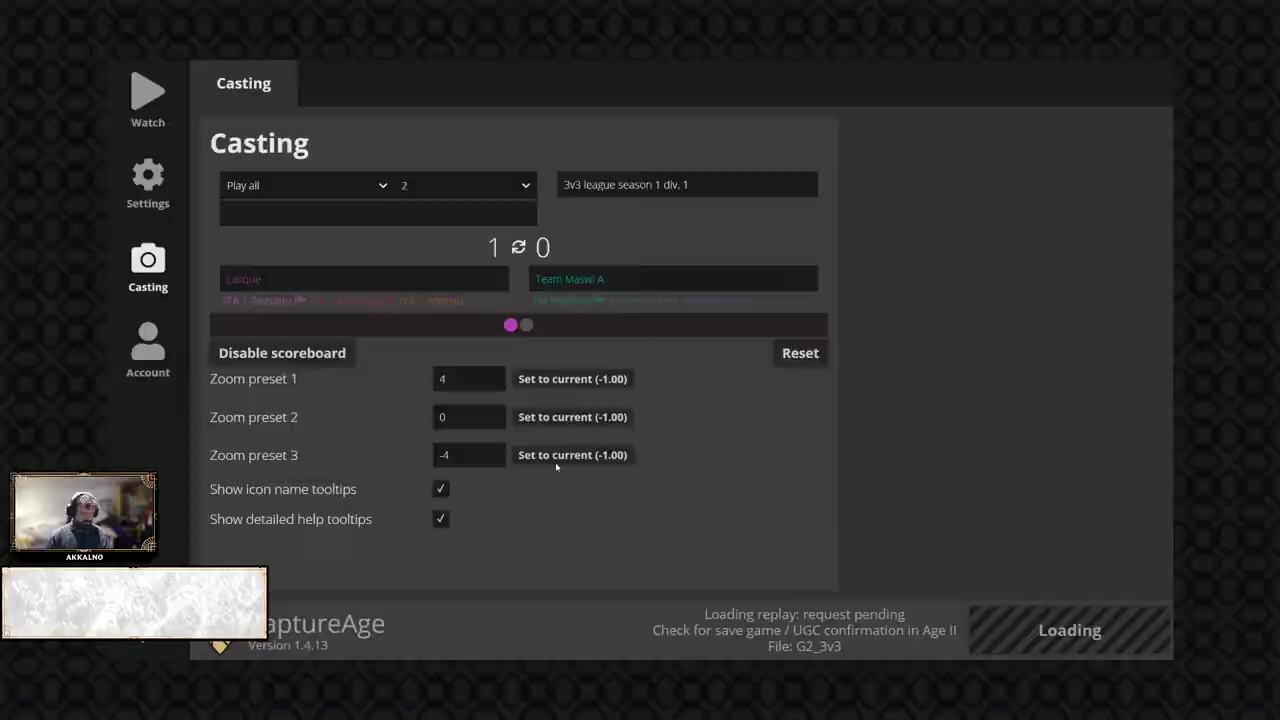 Casting
Watch
Casting
Play all
2
3v3 league season 1 div. 1
Settings
1 0
Lalique
Team Maswi A
Casting
Disable scoreboard
Reset
Account
Zoom preset 1
4
Set to current (-1.00)
Zoom preset 2
0
Set to current (-1.00)
Zoom preset 3
-4
Set to current (-1.00)
Show icon name tooltips
Show detailed help tooltips
AKKALNO
aptureAge
Version 1.4.13
Loading replay: request pending
Check for save game / UGC confirmation in Age II
File: G2_3v3
Loading